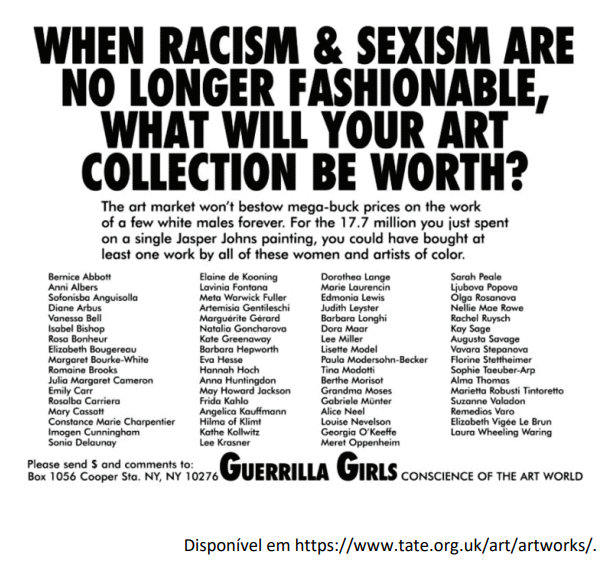 WHEN RACISM & SEXISM ARE
NO LONGER FASHIONABLE,
WHAT WILL YOUR ART
COLLECTION BE WORTH?
The art market won't bestow mega-buck prices on the work
of a few white males forever. For the 17.7 million you just spent
on a single Jasper Johns painting, you could have bought at
least one work by all of these women and artists of color.
Bernice Abbott
Anni Albers
Sofonisba Anguisolla
Diane Arbus
Vanessa Bell
Isabel Bishop
Rosa Bonheur
Elizabeth Bougereau
Margaret Bourke-White
Romaine Brooks
Julia Margaret Cameron
Emily Carr
Rosalba Carriera
Mary Cassatt
Constance Marie Charpentier
Imogen Cunningham
Sonia Delaunay
Elaine de Kooning
Lavinia Fontana
Meta Warwick Fuller
Artemisia Gentileschi
Marguérite Gérard
Natalia Goncharova
Kate Greenaway
Barbara Hepworth
Eva Hesse
Hannah Hoch
Anna Huntingdon
May Howard Jackson
Frida Kahlo
Angelica Kauffmann
Hilma of Klimt
Kathe Kollwitz
Lee Krasner
Dorothea Lange
Marie Laurencin
Edmonia Lewis
Judith Leyster
Barbara Longhi
Dora Maar
Lee Miller
Lisette Model
Paula Modersohn-Becker
Tina Modotti
Berthe Morisot
Grandma Moses
Gabriele Münter
Alice Neel
Louise Nevelson
Georgia O'Keeffe
Meret Oppenheim
Sarah Peale
Ljubova Popova
Olga Rosanova
Nellie Mae Rowe
Rachel Ruysch
Kay Sage
Augusta Savage
Vavara Stepanova
Florine Stettheimer
Sophie Taeuber-Arp
Alma Thomas
Marietta Robusti Tintoretto
Suzanne Valadon
Remedios Varo
Elizabeth Vigée Le Brun
Laura Wheeling Waring
Please send $ and comments to:
Box 1056 Cooper Sta. NY, NY 10276 GUERRILLA GIRLS CONSCIENCE OF THE ART WORLD
Disponível em https://www.tate.org.uk/art/artworks/.